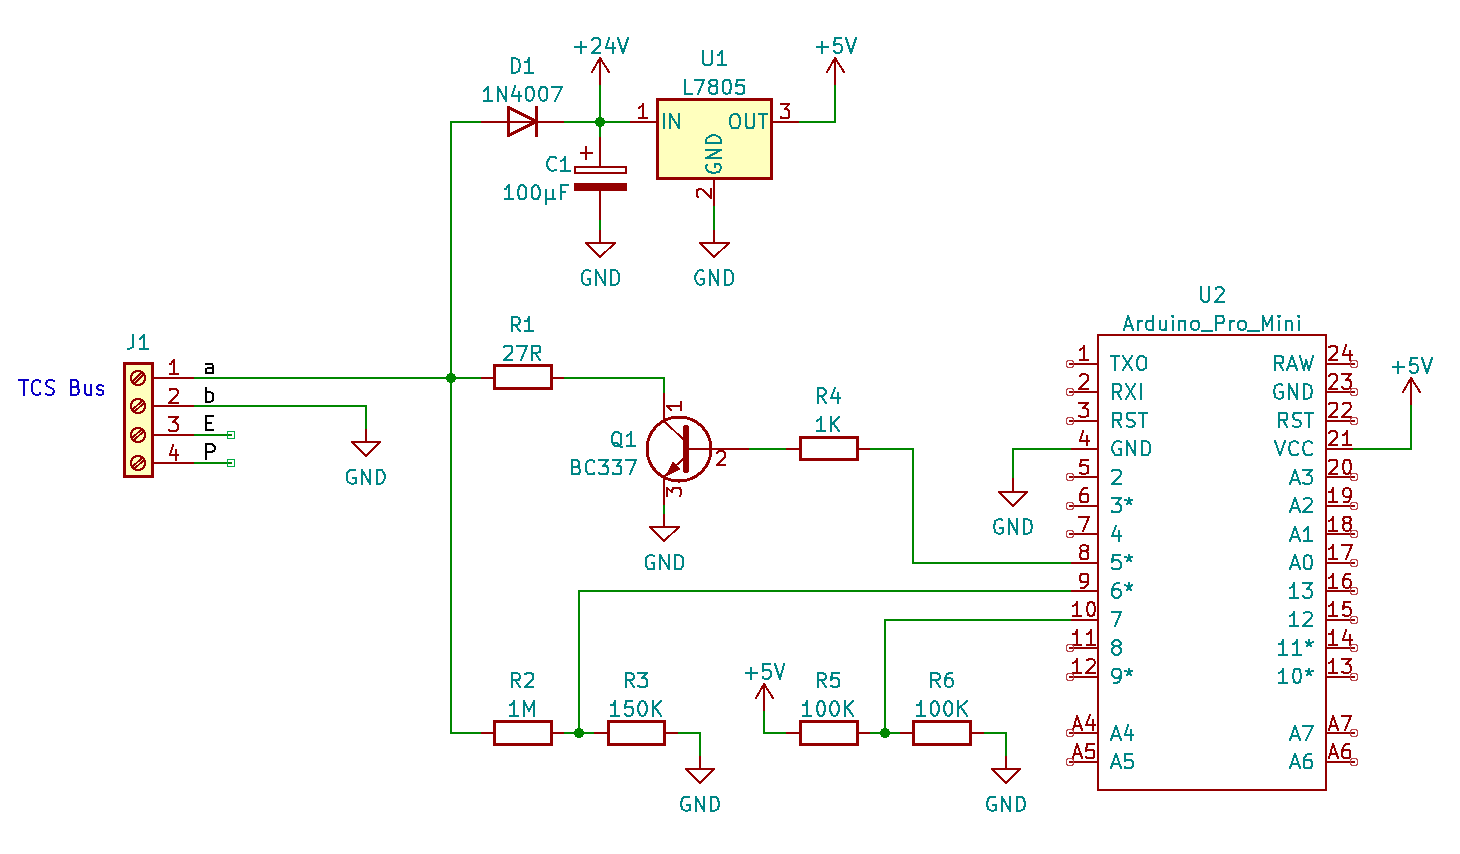 +24V
+5V
D1
1N4007
U1
L7805
1 IN OUT 3
GND
2
+
C1
100µF
GND
GND
J1
TCS Bus
1 a
2 b
3 E
4 P
GND
R1
27R
1
Q1
BC337
2
3
GND
R4
1K
U2
Arduino_Pro_Mini
1 TXO RAW 24
2 RXI GND 23
3 RST RST 22
4 GND VCC 21
5 2 A3 20
6 3* A2 19
7 4 A1 18
8 5* A0 17
9 6* 13 16
10 7 12 15
11 8 11* 14
12 9* 10* 13
A4 A4 A7 A7
A5 A5 A6 A6
+5V
GND
R2
1M
R3
150K
GND
+5V
R5
100K
R6
100K
GND